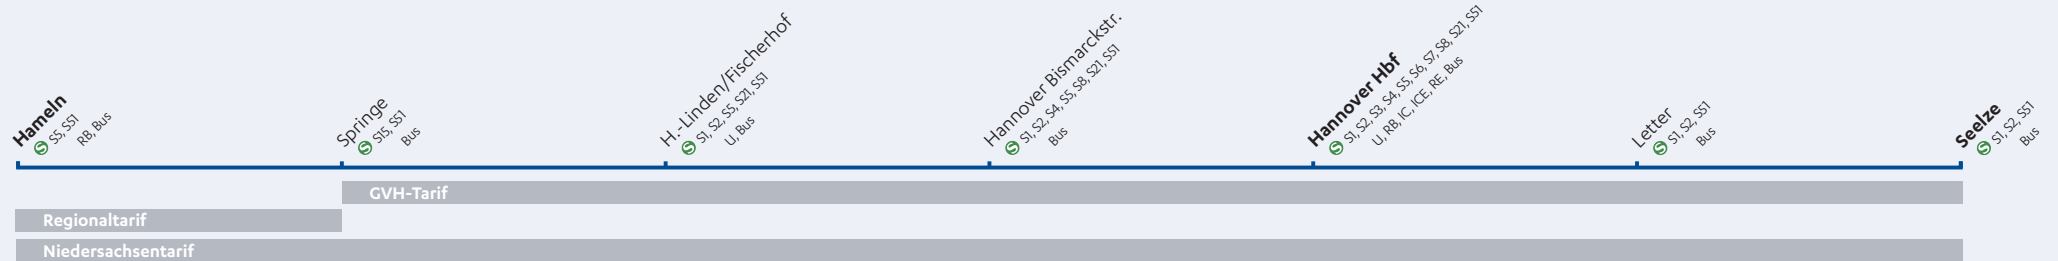 Hameln
S S5, S51
RB, Bus
Springe
S S15, S51
Bus
H.-Linden/Fischerhof
S S1, S2, S5, S21, S51
U, Bus
Hannover Bismarckstr.
S S1, S2, S4, S5, S8, S21, S51
Bus
Hannover Hbf
S S1, S2, S3, S4, S5, S6, S7, S8, S21, S51
U, RB, IC, ICE, RE, Bus
Letter
S S1, S2, S51
Bus
Seelze
S S1, S2, S51
Bus
GVH-Tarif
Regionaltarif
Niedersachsentarif